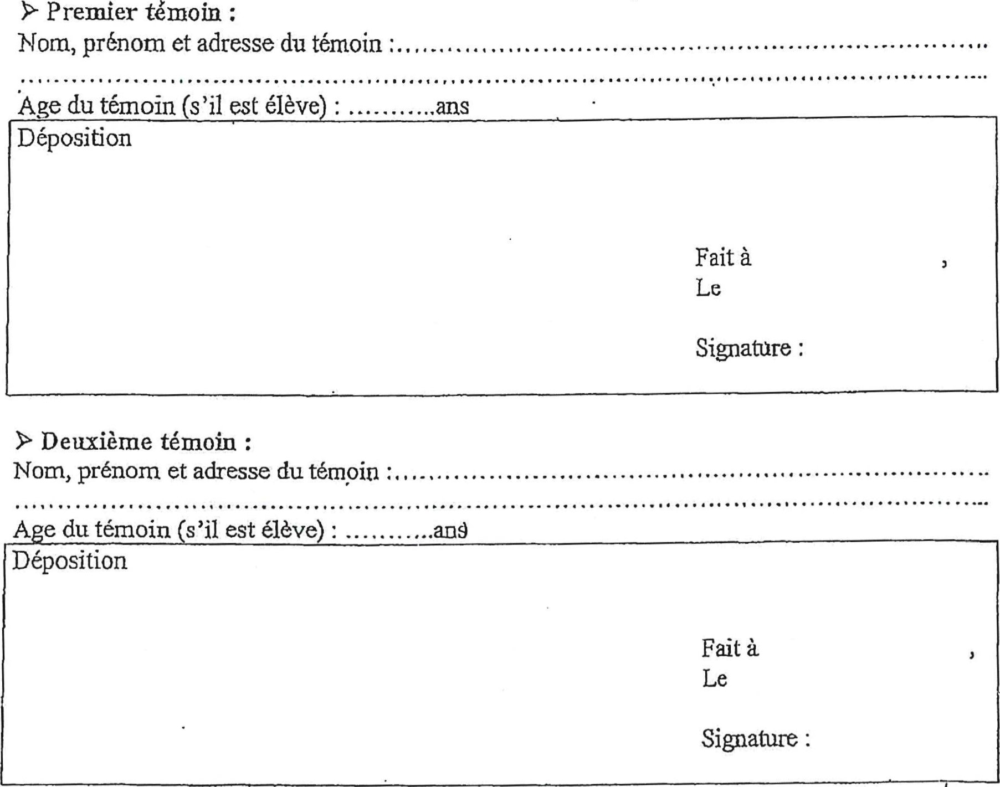 ➢ Premier témoin :
Nom, prénom et adresse du témoin :......................................................................
..............................................................................................................
Age du témoin (s'il est élève) : ............ans
Déposition
Fait à ,
Le
Signature :
➢ Deuxième témoin :
Nom, prénom et adresse du témoin :......................................................................
..............................................................................................................
Age du témoin (s'il est élève) : ............ans
Déposition
Fait à ,
Le
Signature :